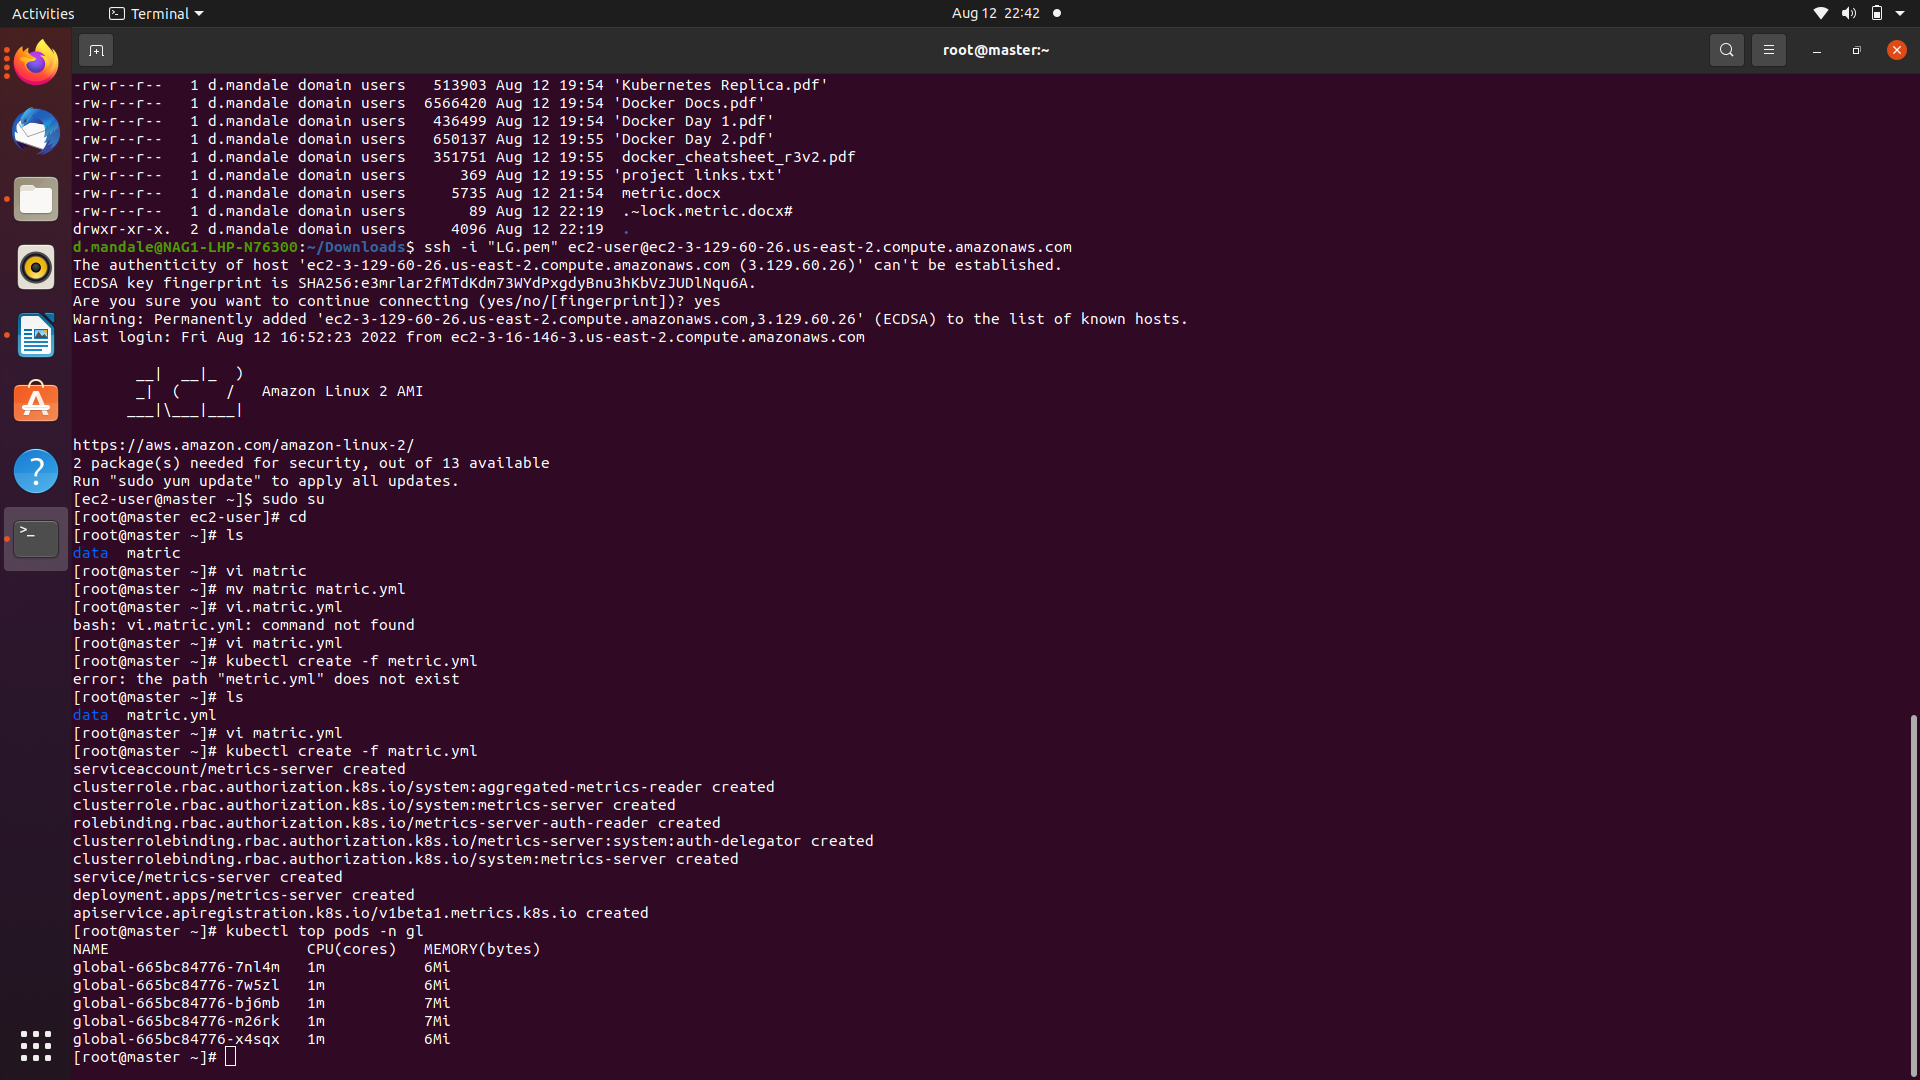 Activities
Terminal
Aug 12 22:42
root@master:~
-rw-r--r--   1 d.mandale domain users   513903 Aug 12 19:54 'Kubernetes Replica.pdf'
-rw-r--r--   1 d.mandale domain users  6566420 Aug 12 19:54 'Docker Docs.pdf'
-rw-r--r--   1 d.mandale domain users   436499 Aug 12 19:54 'Docker Day 1.pdf'
-rw-r--r--   1 d.mandale domain users   650137 Aug 12 19:55 'Docker Day 2.pdf'
-rw-r--r--   1 d.mandale domain users   351751 Aug 12 19:55  docker_cheatsheet_r3v2.pdf
-rw-r--r--   1 d.mandale domain users      369 Aug 12 19:55 'project links.txt'
-rw-r--r--   1 d.mandale domain users     5735 Aug 12 21:54  metric.docx
-rw-r--r--   1 d.mandale domain users       89 Aug 12 22:19  .~lock.metric.docx#
drwxr-xr-x.  2 d.mandale domain users     4096 Aug 12 22:19  .
d.mandale@NAG1-LHP-N76300:~/Downloads$ ssh -i "LG.pem" ec2-user@ec2-3-129-60-26.us-east-2.compute.amazonaws.com
The authenticity of host 'ec2-3-129-60-26.us-east-2.compute.amazonaws.com (3.129.60.26)' can't be established.
ECDSA key fingerprint is SHA256:e3mrlar2fMTdKdm73WYdPxgdyBnu3hKbVzJUDlNqu6A.
Are you sure you want to continue connecting (yes/no/[fingerprint])? yes
Warning: Permanently added 'ec2-3-129-60-26.us-east-2.compute.amazonaws.com,3.129.60.26' (ECDSA) to the list of known hosts.
Last login: Fri Aug 12 16:52:23 2022 from ec2-3-16-146-3.us-east-2.compute.amazonaws.com
       __|  __|_  )
       _|  (     /   Amazon Linux 2 AMI
      ___|\___|___|
https://aws.amazon.com/amazon-linux-2/
2 package(s) needed for security, out of 13 available
Run "sudo yum update" to apply all updates.
[ec2-user@master ~]$ sudo su
[root@master ec2-user]# cd
[root@master ~]# ls
data  matric
[root@master ~]# vi matric
[root@master ~]# mv matric matric.yml
[root@master ~]# vi.matric.yml
bash: vi.matric.yml: command not found
[root@master ~]# vi matric.yml
[root@master ~]# kubectl create -f metric.yml
error: the path "metric.yml" does not exist
[root@master ~]# ls
data  matric.yml
[root@master ~]# vi matric.yml
[root@master ~]# kubectl create -f matric.yml
serviceaccount/metrics-server created
clusterrole.rbac.authorization.k8s.io/system:aggregated-metrics-reader created
clusterrole.rbac.authorization.k8s.io/system:metrics-server created
rolebinding.rbac.authorization.k8s.io/metrics-server-auth-reader created
clusterrolebinding.rbac.authorization.k8s.io/metrics-server:system:auth-delegator created
clusterrolebinding.rbac.authorization.k8s.io/system:metrics-server created
service/metrics-server created
deployment.apps/metrics-server created
apiservice.apiregistration.k8s.io/v1beta1.metrics.k8s.io created
[root@master ~]# kubectl top pods -n gl
NAME                      CPU(cores)   MEMORY(bytes)
global-665bc84776-7nl4m   1m           6Mi
global-665bc84776-7w5zl   1m           6Mi
global-665bc84776-bj6mb   1m           7Mi
global-665bc84776-m26rk   1m           7Mi
global-665bc84776-x4sqx   1m           6Mi
[root@master ~]#